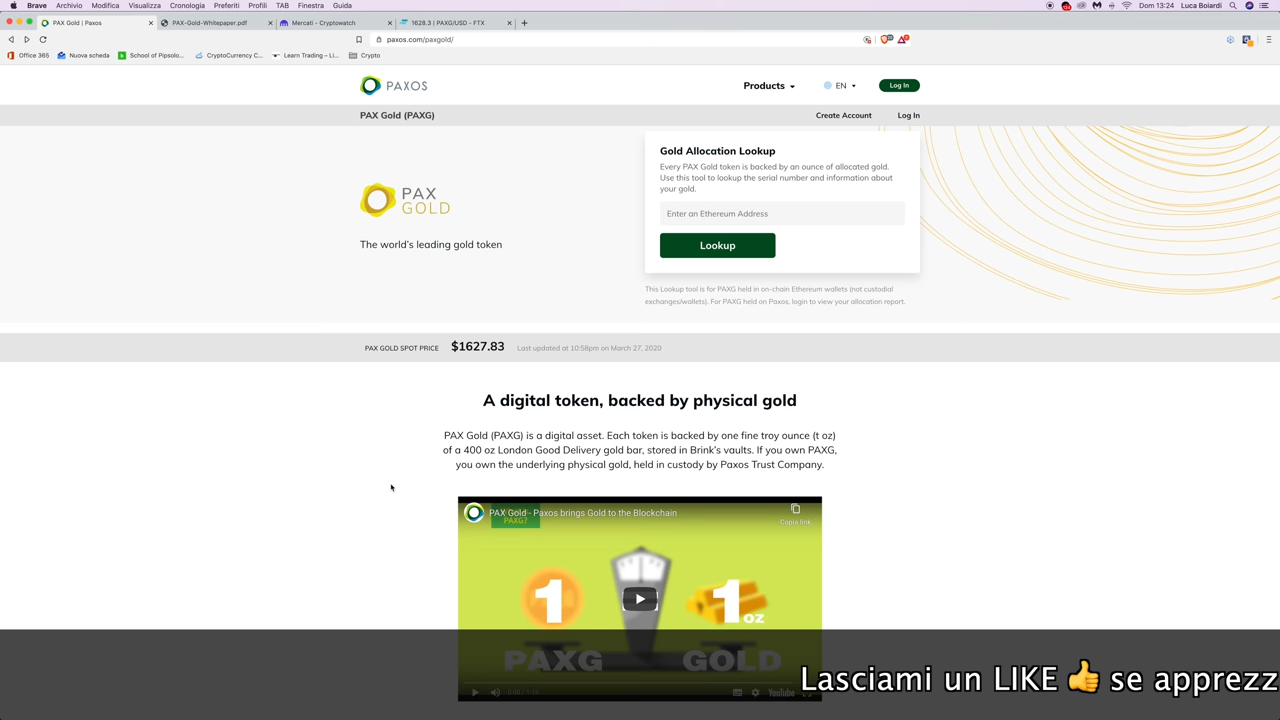 Brave Archivio Modifica Visualizza Cronologia Preferiti Profili TAB Finestra Guida Dom 13:24 Luca Boiardi
PAX Gold | Paxos PAX-Gold-Whitepaper.pdf Mercati - Cryptowatch 1628.3 | PAXG/USD - FTX
paxos.com/paxgold/
Office 365 Nuova scheda School of Pipsolo... CryptoCurrency C... Learn Trading – Li... Crypto
PAXOS Products EN Log In
PAX Gold (PAXG) Create Account Log In
Gold Allocation Lookup
Every PAX Gold token is backed by an ounce of allocated gold.
Use this tool to lookup the serial number and information about
your gold.
Enter an Ethereum Address
Lookup
PAX
GOLD
The world's leading gold token
This Lookup tool is for PAXG held in on-chain Ethereum wallets (not custodial
exchanges/wallets). For PAXG held on Paxos, login to view your allocation report.
PAX GOLD SPOT PRICE $1627.83 Last updated at 10:58pm on March 27, 2020
A digital token, backed by physical gold
PAX Gold (PAXG) is a digital asset. Each token is backed by one fine troy ounce (t oz)
of a 400 oz London Good Delivery gold bar, stored in Brink's vaults. If you own PAXG,
you own the underlying physical gold, held in custody by Paxos Trust Company.
PAX Gold - Paxos brings Gold to the Blockchain
PAXG?
Copia link
1 1 oz
PAXG GOLD
YouTube
Lasciami un LIKE 👍 se apprezz